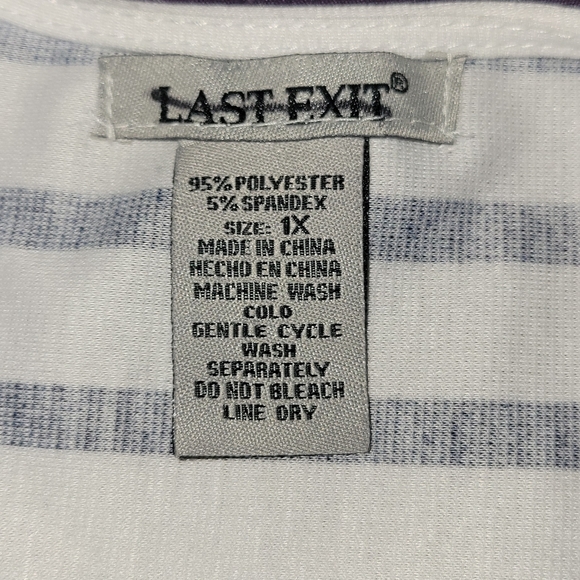 LAST EXIT®
95% POLYESTER
5% SPANDEX
SIZE: 1X
MADE IN CHINA
HECHO EN CHINA
MACHINE WASH
COLD
GENTLE CYCLE
WASH
SEPARATELY
DO NOT BLEACH
LINE DRY